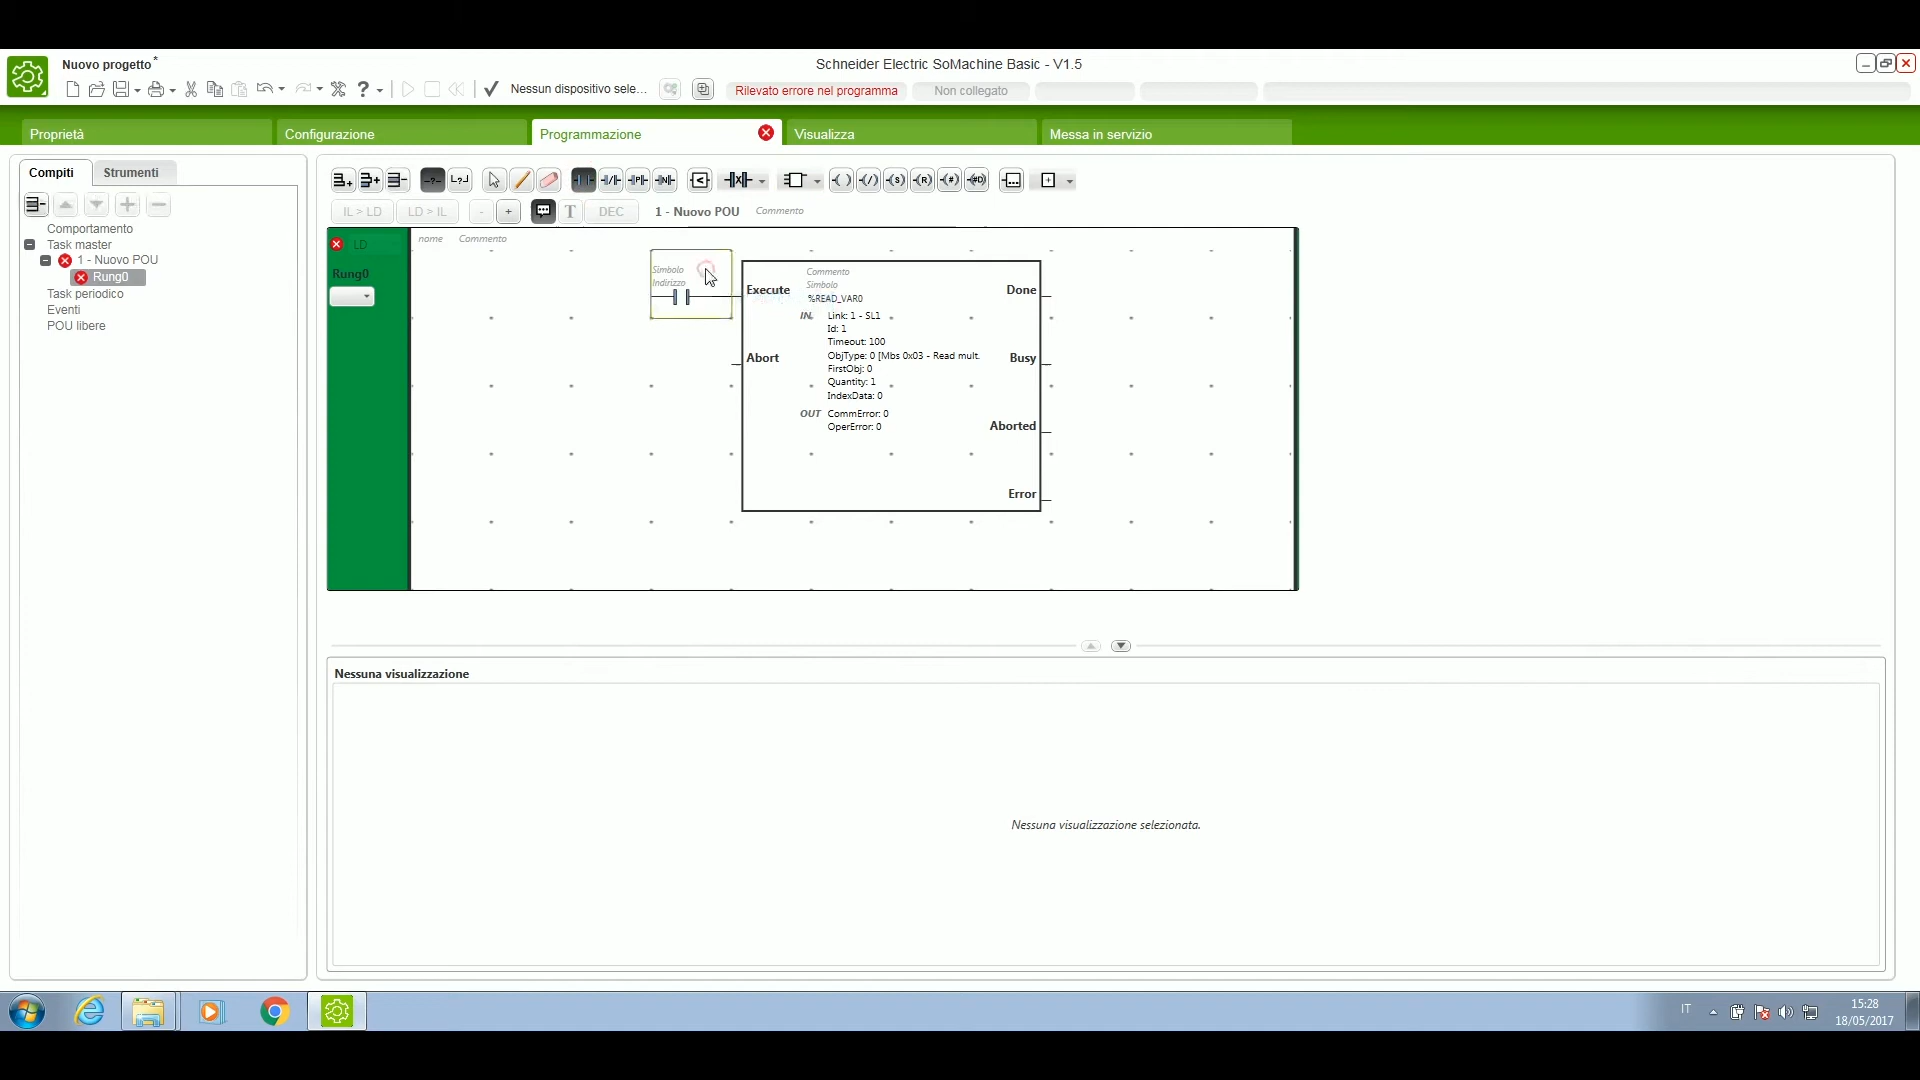 Nuovo progetto*
Schneider Electric SoMachine Basic - V1.5
Nessun dispositivo sele...
Rilevato errore nel programma
Non collegato
Proprietà
Configurazione
Programmazione
Visualizza
Messa in servizio
Compiti
Strumenti
Comportamento
Task master
1 - Nuovo POU
Rung0
Task periodico
Eventi
POU libere
IL > LD
LD > IL
-
+
T
DEC
1 - Nuovo POU
Commento
LD
nome
Commento
Rung0
Simbolo
Indirizzo
Commento
Simbolo
%READ_VAR0
Execute
Done
IN
Link: 1 - SL1
Id: 1
Timeout: 100
Abort
ObjType: 0 [Mbs 0x03 - Read mult.
Busy
FirstObj: 0
Quantity: 1
IndexData: 0
OUT
CommError: 0
OperError: 0
Aborted
Error
Nessuna visualizzazione
Nessuna visualizzazione selezionata.
IT
15:28
18/05/2017